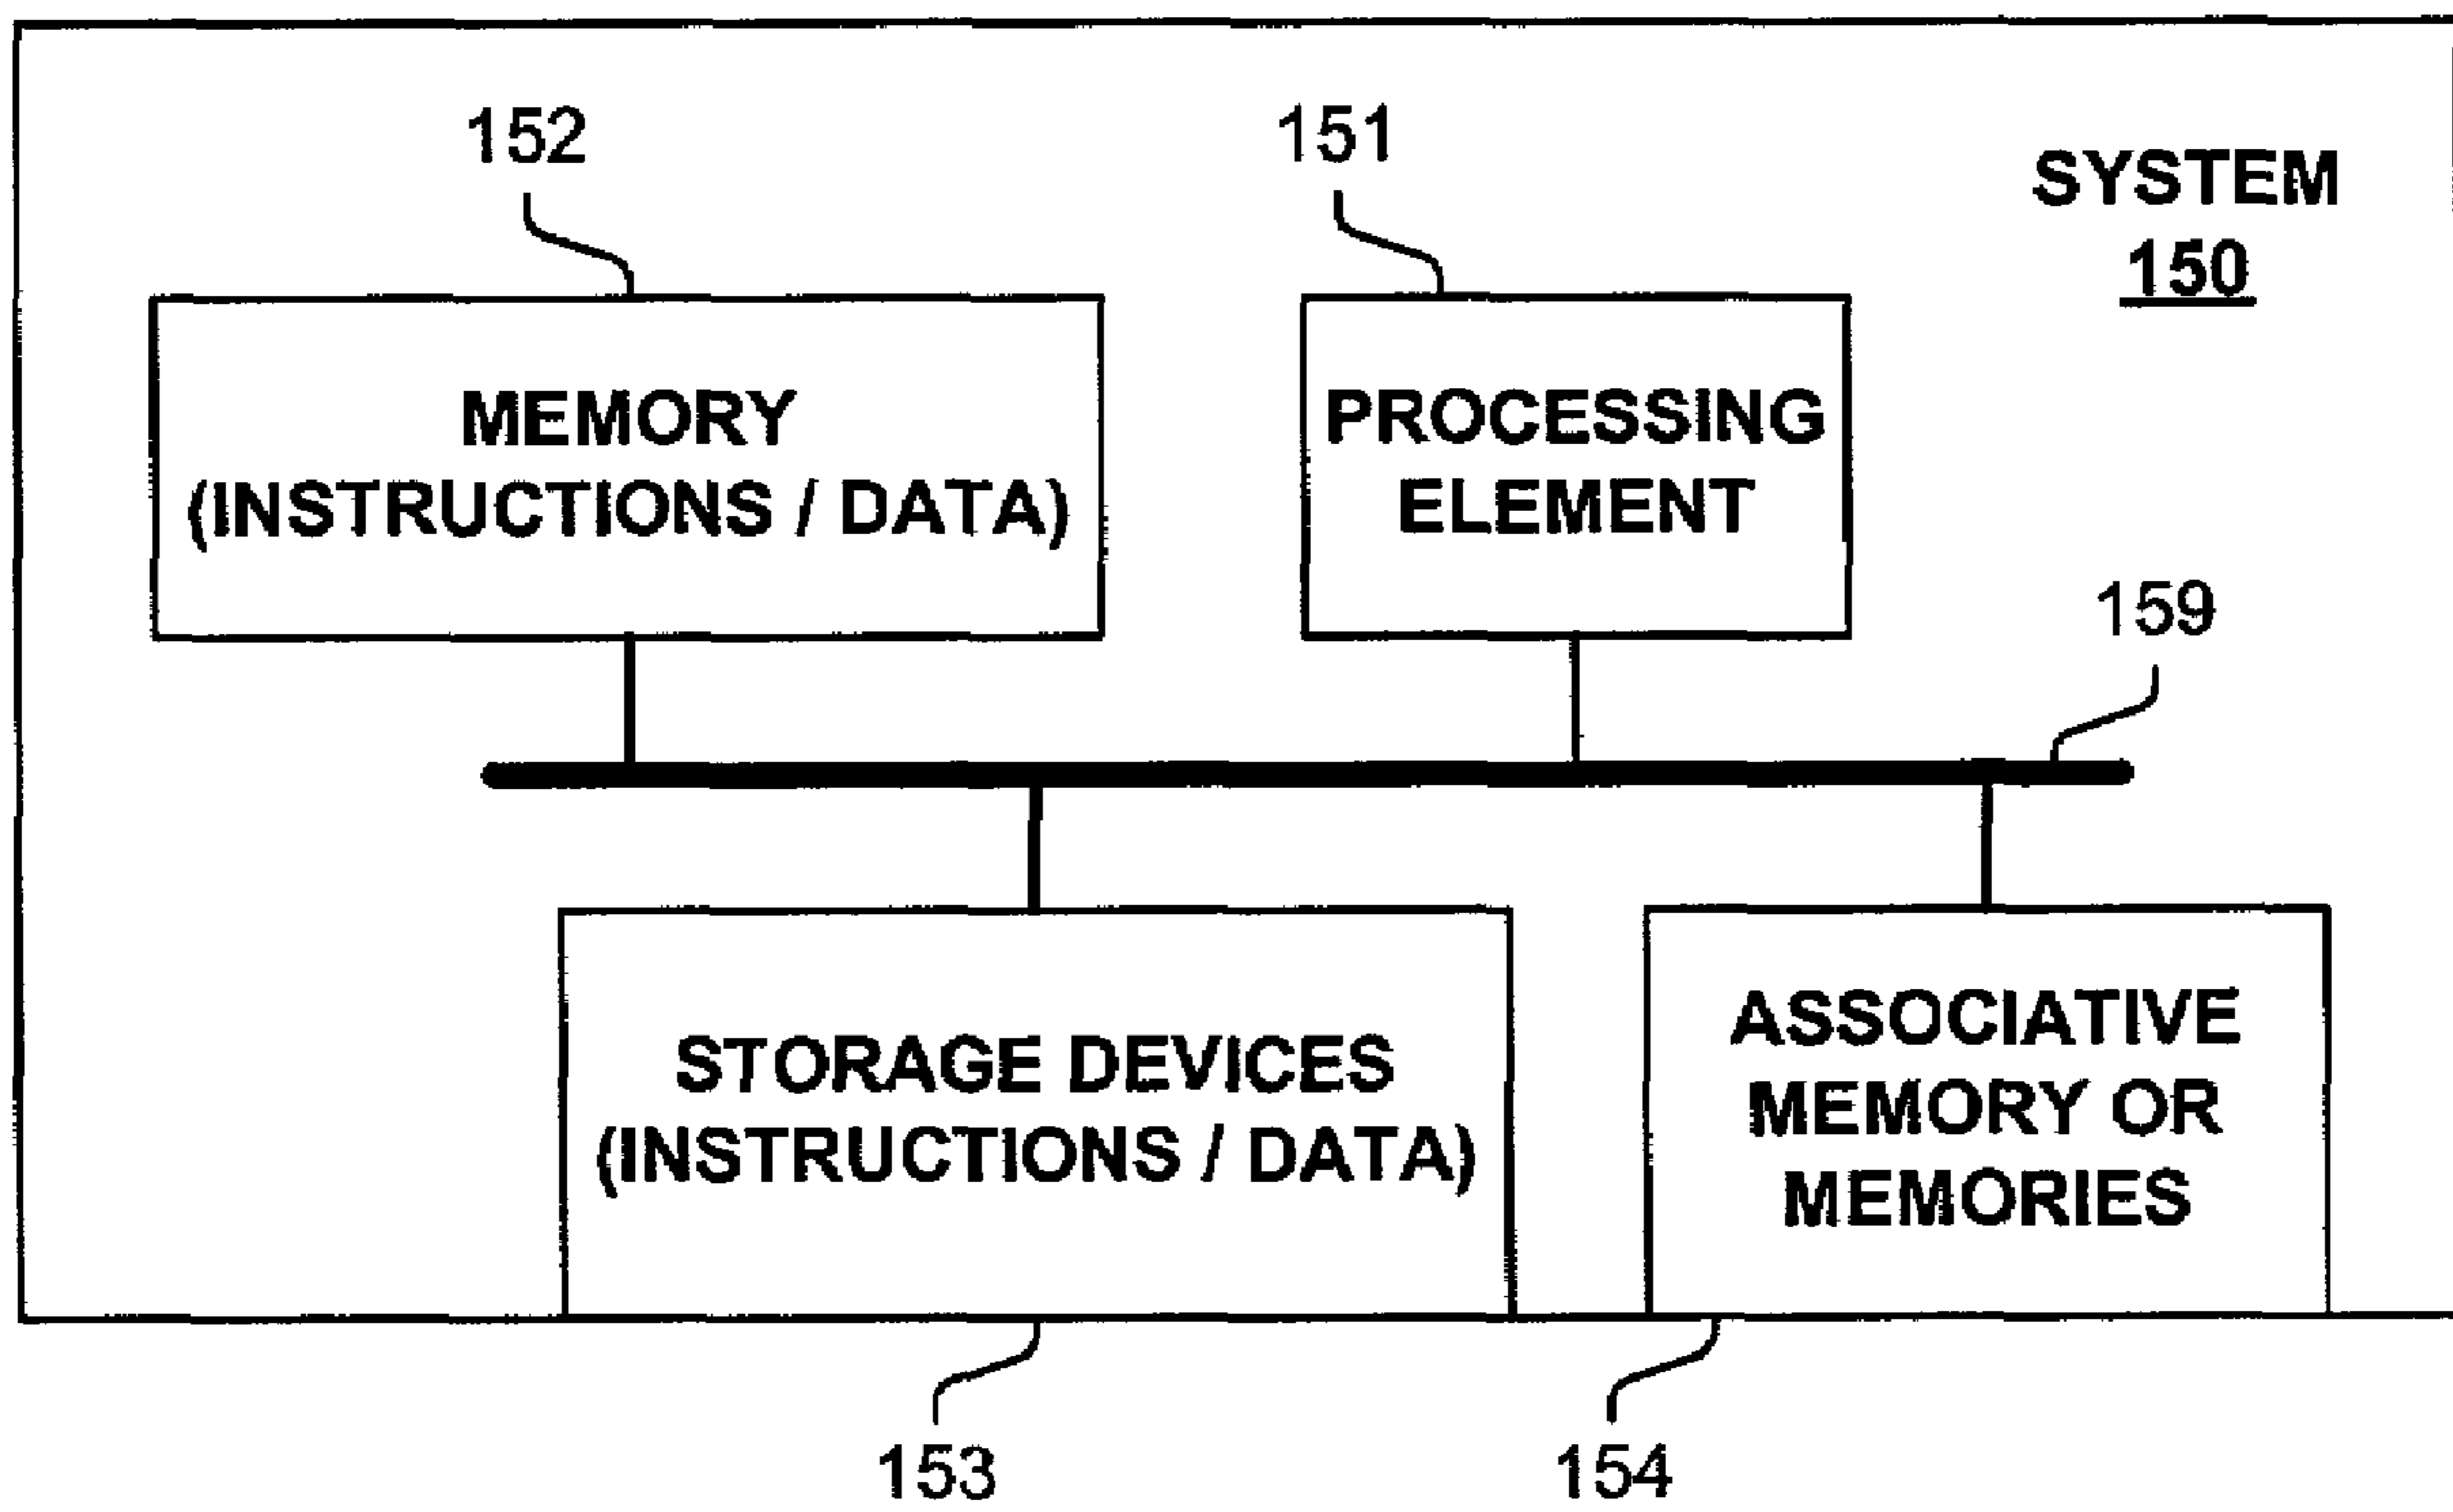 152
151
SYSTEM
150
MEMORY
(INSTRUCTIONS / DATA)
PROCESSING
ELEMENT
159
STORAGE DEVICES
(INSTRUCTIONS / DATA)
ASSOCIATIVE
MEMORY OR
MEMORIES
153
154